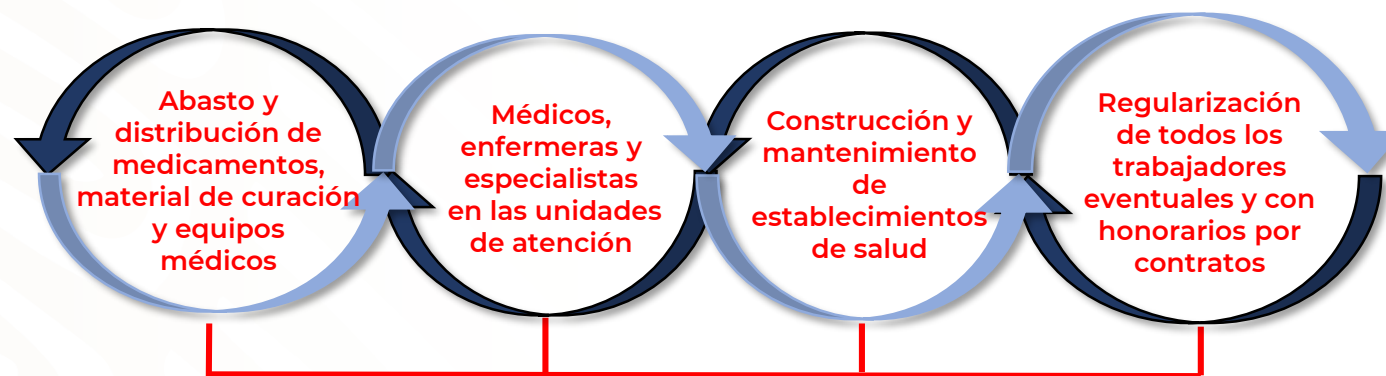 Abasto y
distribución de
medicamentos,
material de curación
y equipos
médicos
Médicos,
enfermeras y
especialistas
en las unidades
de atención
Construcción y
mantenimiento
de
establecimientos
de salud
Regularización
de todos los
trabajadores
eventuales y con
honorarios por
contratos